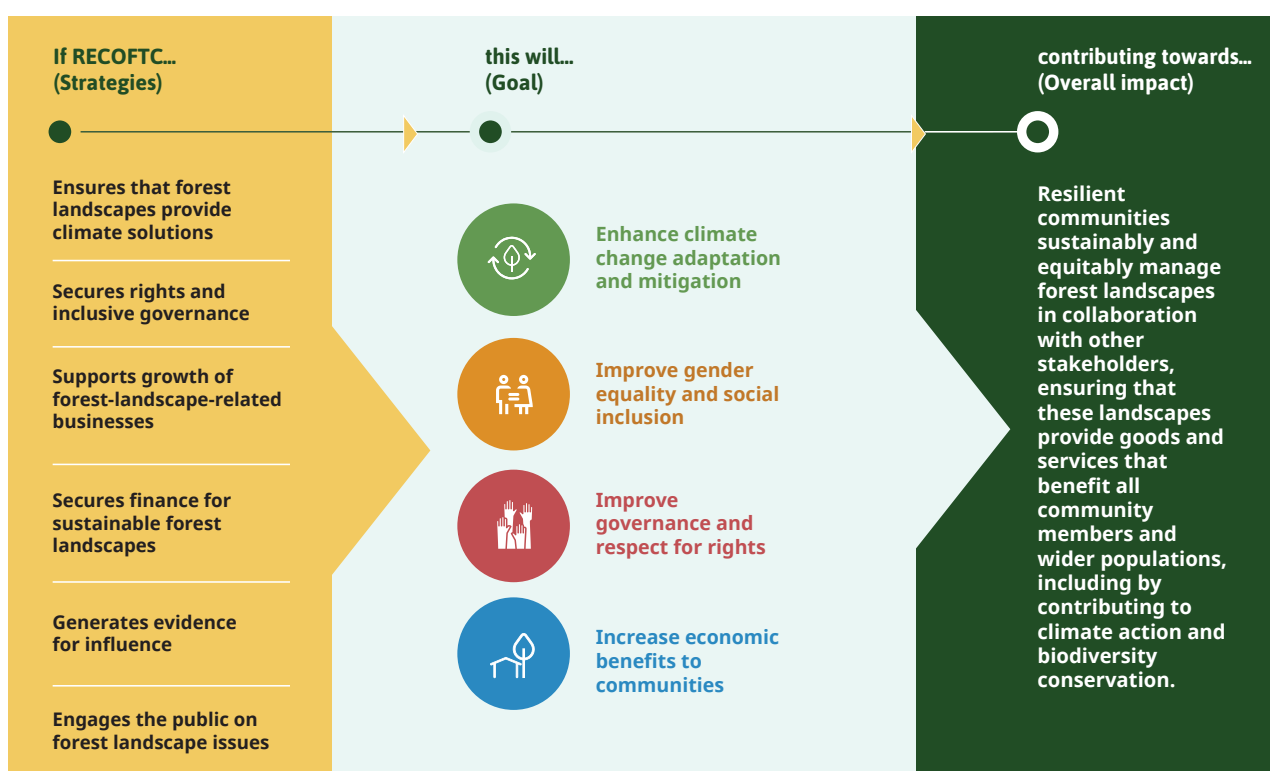 If RECOFTC...
(Strategies)
Ensures that forest
landscapes provide
climate solutions
Secures rights and
inclusive governance
Supports growth of
forest-landscape-related
businesses
Secures finance for
sustainable forest
landscapes
Generates evidence
for influence
Engages the public on
forest landscape issues
this will...
(Goal)
Enhance climate
change adaptation
and mitigation
Improve gender
equality and social
inclusion
Improve
governance and
respect for rights
Increase economic
benefits to
communities
contributing towards...
(Overall impact)
Resilient
communities
sustainably and
equitably manage
forest landscapes
in collaboration
with other
stakeholders,
ensuring that
these landscapes
provide goods and
services that
benefit all
community
members and
wider populations,
including by
contributing to
climate action and
biodiversity
conservation.